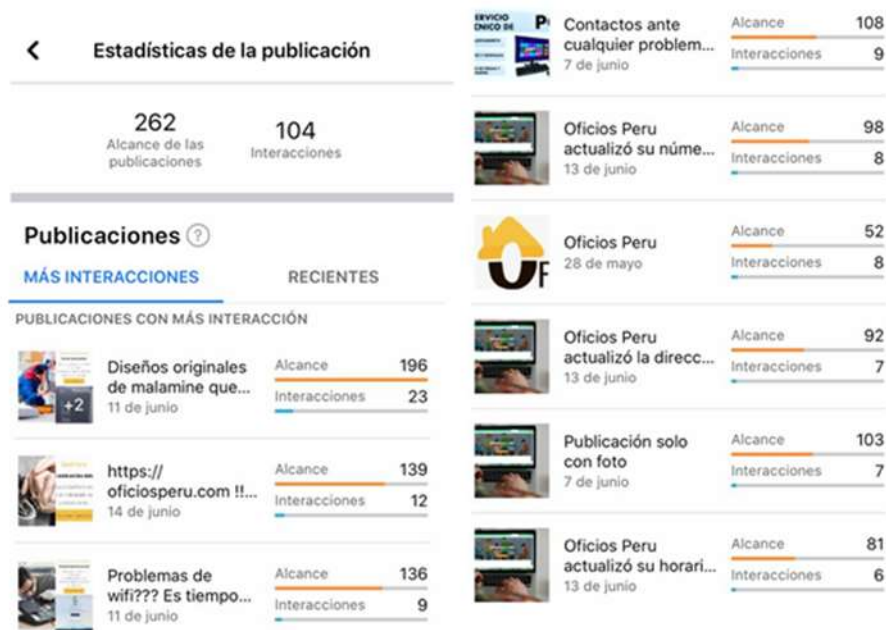 Estadísticas de la publicación
262
Alcance de las
publicaciones
104
Interacciones
Publicaciones ?
MÁS INTERACCIONES
RECIENTES
PUBLICACIONES CON MÁS INTERACCIÓN
+2
Diseños originales
de malamine que...
11 de junio
Alcance 196
Interacciones 23
https://
oficiosperu.com !!...
14 de junio
Alcance 139
Interacciones 12
Problemas de
wifi??? Es tiempo...
11 de junio
Alcance 136
Interacciones 9
Contactos ante
cualquier problem...
7 de junio
Alcance 108
Interacciones 9
Oficios Peru
actualizó su núme...
13 de junio
Alcance 98
Interacciones 8
Oficios Peru
28 de mayo
Alcance 52
Interacciones 8
Oficios Peru
actualizó la direcc...
13 de junio
Alcance 92
Interacciones 7
Publicación solo
con foto
7 de junio
Alcance 103
Interacciones 7
Oficios Peru
actualizó su horari...
13 de junio
Alcance 81
Interacciones 6